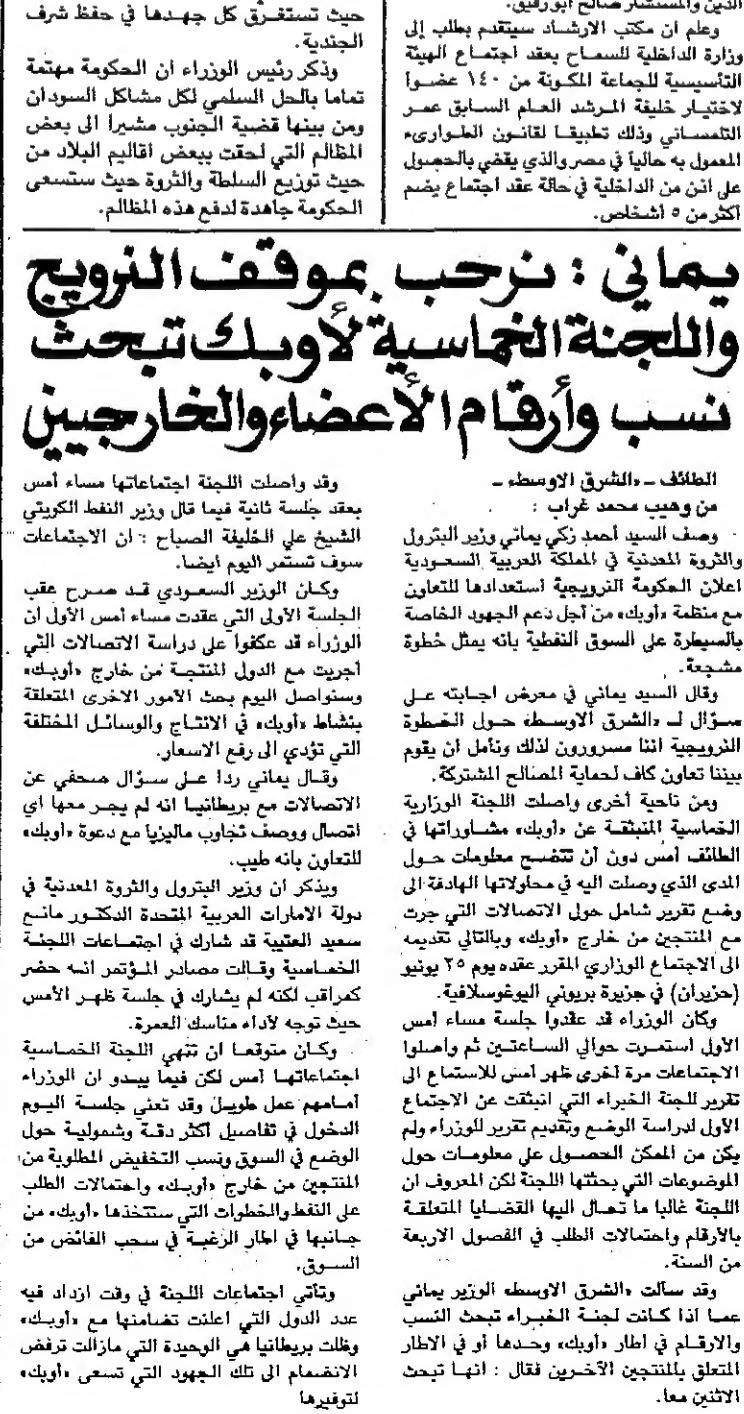 الدين والمستشار صالح ابو رقيق.
وعلم ان مكتب الارشاد سيتقدم بطلب إلى
وزارة الداخلية للسماح بعقد اجتماع الهيئة
التأسيسية للجماعة المكونة من ١٤٠ عضوا
لاختيار خليفة المرشد العام السابق عمر
التلمساني وذلك تطبيقا لقانون الطوارىء
المعمول به حالياً في مصر والذي يقضي بالحصول
على اذن من الداخلية في حالة عقد اجتماع يضم
اكثر من ٥ أشخاص.
حيث تستغرق كل جهدها في حفظ شرف
الجندية.
وذكر رئيس الوزراء ان الحكومة مهتمة
تماما بالحل السلمي لكل مشاكل السودان
ومن بينها قضية الجنوب مشيرا الى بعض
المظالم التي لحقت ببعض اقاليم البلاد من
حيث توزيع السلطة والثروة حيث ستسعى
الحكومة جاهدة لدفع هذه المظالم.
يماني : نرحب بموقف النرويج
واللجنة الخماسية لأوبك تبحث
نسب وأرقام الأعضاء والخارجين
الطائف ـ «الشرق الاوسط» ـ
من وهيب محمد غراب :
وصف السيد أحمد زكي يماني وزير البترول
والثروة المعدنية في المملكة العربية السعودية
اعلان الحكومة النرويجية استعدادها للتعاون
مع منظمة «أوبك» من أجل دعم الجهود الخاصة
بالسيطرة على السوق النفطية بانه يمثل خطوة
مشجعة.
وقال السيد يماني في معرض اجابته على
سؤال لـ «الشرق الاوسط» حول الخطوة
النرويجية اننا مسرورون لذلك ونأمل أن يقوم
بيننا تعاون كاف لحماية المصالح المشتركة.
ومن ناحية أخرى واصلت اللجنة الوزارية
الخماسية المنبثقة عن «أوبك» مشاوراتها في
الطائف أمس دون أن تتضح معلومات حول
المدى الذي وصلت اليه في محاولاتها الهادفة الى
وضع تقرير شامل حول الاتصالات التي جرت
مع المنتجين من خارج «أوبك» وبالتالي تقديمه
الى الاجتماع الوزاري المقرر عقده يوم ٢٥ يونيو
(حزيران) في جزيرة بريوني اليوغوسلافية.
وكان الوزراء قد عقدوا جلسة مساء أمس
الأول استمرت حوالي الساعتين ثم واصلوا
الاجتماعات مرة أخرى ظهر أمس للاستماع الى
تقرير للجنة الخبراء التي انبثقت عن الاجتماع
الأول لدراسة الوضع وتقديم تقرير للوزراء ولم
يكن من الممكن الحصول على معلومات حول
الموضوعات التي بحثتها اللجنة لكن المعروف ان
اللجنة غالبا ما تحال اليها القضايا المتعلقة
بالأرقام واحتمالات الطلب في الفصول الاربعة
من السنة.
وقد سألت «الشرق الاوسط» الوزير يماني
عما اذا كانت لجنة الخبراء تبحث النسب
والارقام في اطار «أوبك» وحدها أو في الاطار
المتعلق بالمنتجين الآخرين فقال : انها تبحث
الاثنين معا.
وقد واصلت اللجنة اجتماعاتها مساء أمس
بعقد جلسة ثانية فيما قال وزير النفط الكويتي
الشيخ علي الخليفة الصباح : ان الاجتماعات
سوف تستمر اليوم ايضا.
وكان الوزير السعودي قد صرح عقب
الجلسة الأولى التي عقدت مساء أمس الأول ان
الوزراء قد عكفوا على دراسة الاتصالات التي
أجريت مع الدول المنتجة من خارج «أوبك»
وسنواصل اليوم بحث الأمور الاخرى المتعلقة
بنشاط «أوبك» في الانتاج والوسائل المختلفة
التي تؤدي الى رفع الاسعار.
وقال يماني ردا على سؤال صحفي عن
الاتصالات مع بريطانيا انه لم يجر معها اي
اتصال ووصف تجاوب ماليزيا مع دعوة «أوبك»
للتعاون بانه طيب.
ويذكر ان وزير البترول والثروة المعدنية في
دولة الامارات العربية المتحدة الدكتور مانع
سعيد العتيبة قد شارك في اجتماعات اللجنة
الخماسية وقالت مصادر المؤتمر انه حضر
كمراقب لكنه لم يشارك في جلسة ظهر الأمس
حيث توجه لأداء مناسك العمرة.
وكان متوقعا ان تنهي اللجنة الخماسية
اجتماعاتها أمس لكن فيما يبدو ان الوزراء
أمامهم عمل طويل وقد تعني جلسة اليوم
الدخول في تفاصيل اكثر دقة وشمولية حول
الوضع في السوق ونسب التخفيض المطلوبة من
المنتجين من خارج «أوبك» واحتمالات الطلب
على النفط والخطوات التي ستتخذها «أوبك» من
جانبها في اطار الرغبة في سحب الفائض من
السوق.
وتأتي اجتماعات اللجنة في وقت ازداد فيه
عدد الدول التي اعلنت تضامنها مع «أوبك»
وظلت بريطانيا هي الوحيدة التي مازالت ترفض
الانضمام الى تلك الجهود التي تسعى «أوبك»
لتوفيرها